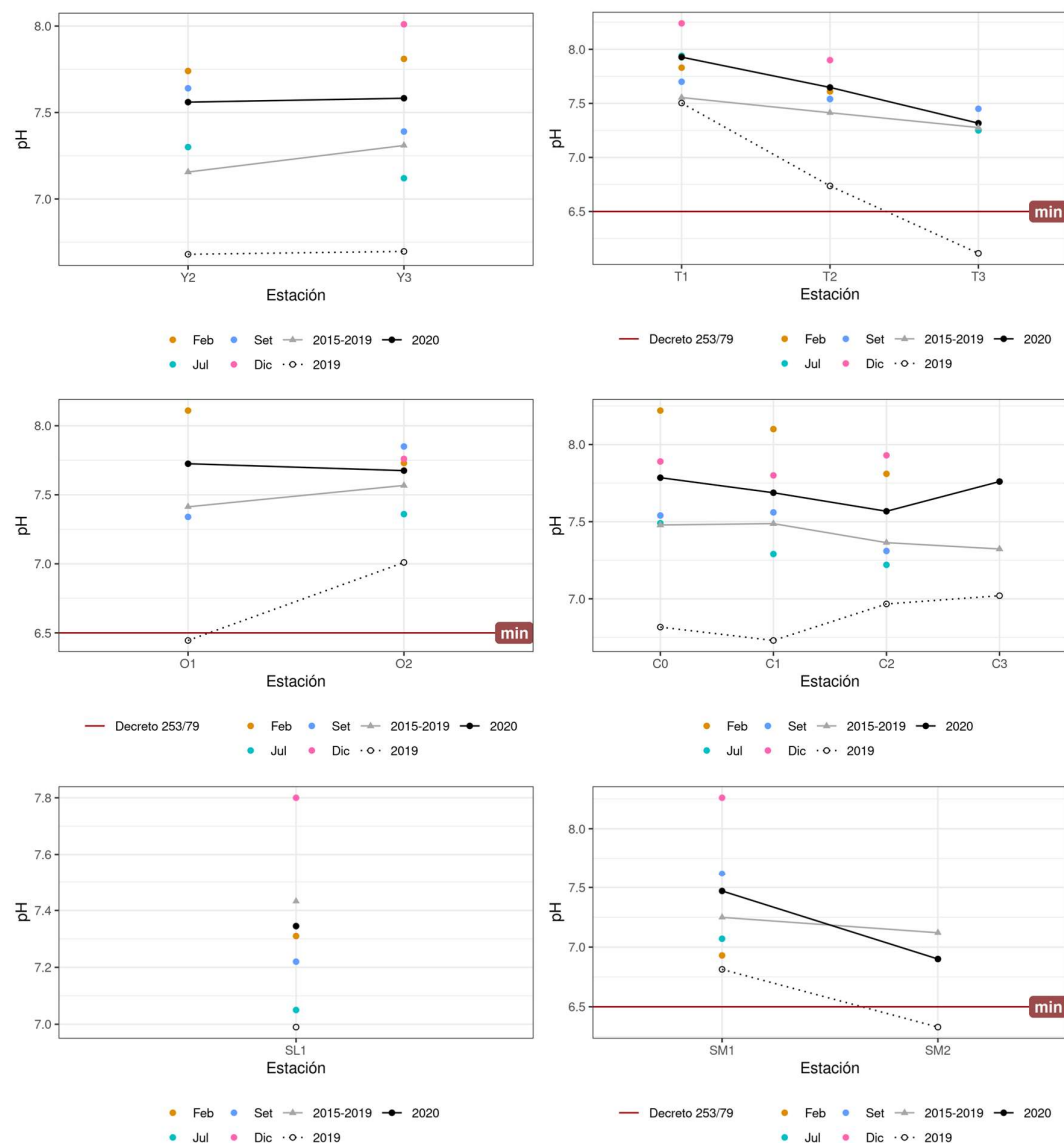 pH
8.0
7.5
7.0
Y2 Y3
Estación
Feb Set 2015-2019 2020
Jul Dic 2019
pH
8.0
7.5
7.0
6.5
min
T1 T2 T3
Estación
Decreto 253/79 Feb Set 2015-2019 2020
Jul Dic 2019
pH
8.0
7.5
7.0
6.5
min
O1 O2
Estación
Decreto 253/79 Feb Set 2015-2019 2020
Jul Dic 2019
pH
8.0
7.5
7.0
C0 C1 C2 C3
Estación
Feb Set 2015-2019 2020
Jul Dic 2019
pH
7.8
7.6
7.4
7.2
7.0
SL1
Estación
Feb Set 2015-2019 2020
Jul Dic 2019
pH
8.0
7.5
7.0
6.5
min
SM1 SM2
Estación
Decreto 253/79 Feb Set 2015-2019 2020
Jul Dic 2019